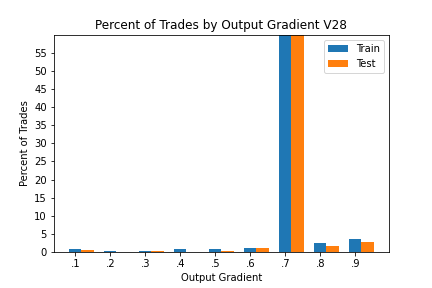 Percent of Trades by Output Gradient V28
Train
Test
Percent of Trades
55
50
45
40
35
30
25
20
15
10
5
0
.1 .2 .3 .4 .5 .6 .7 .8 .9
Output Gradient